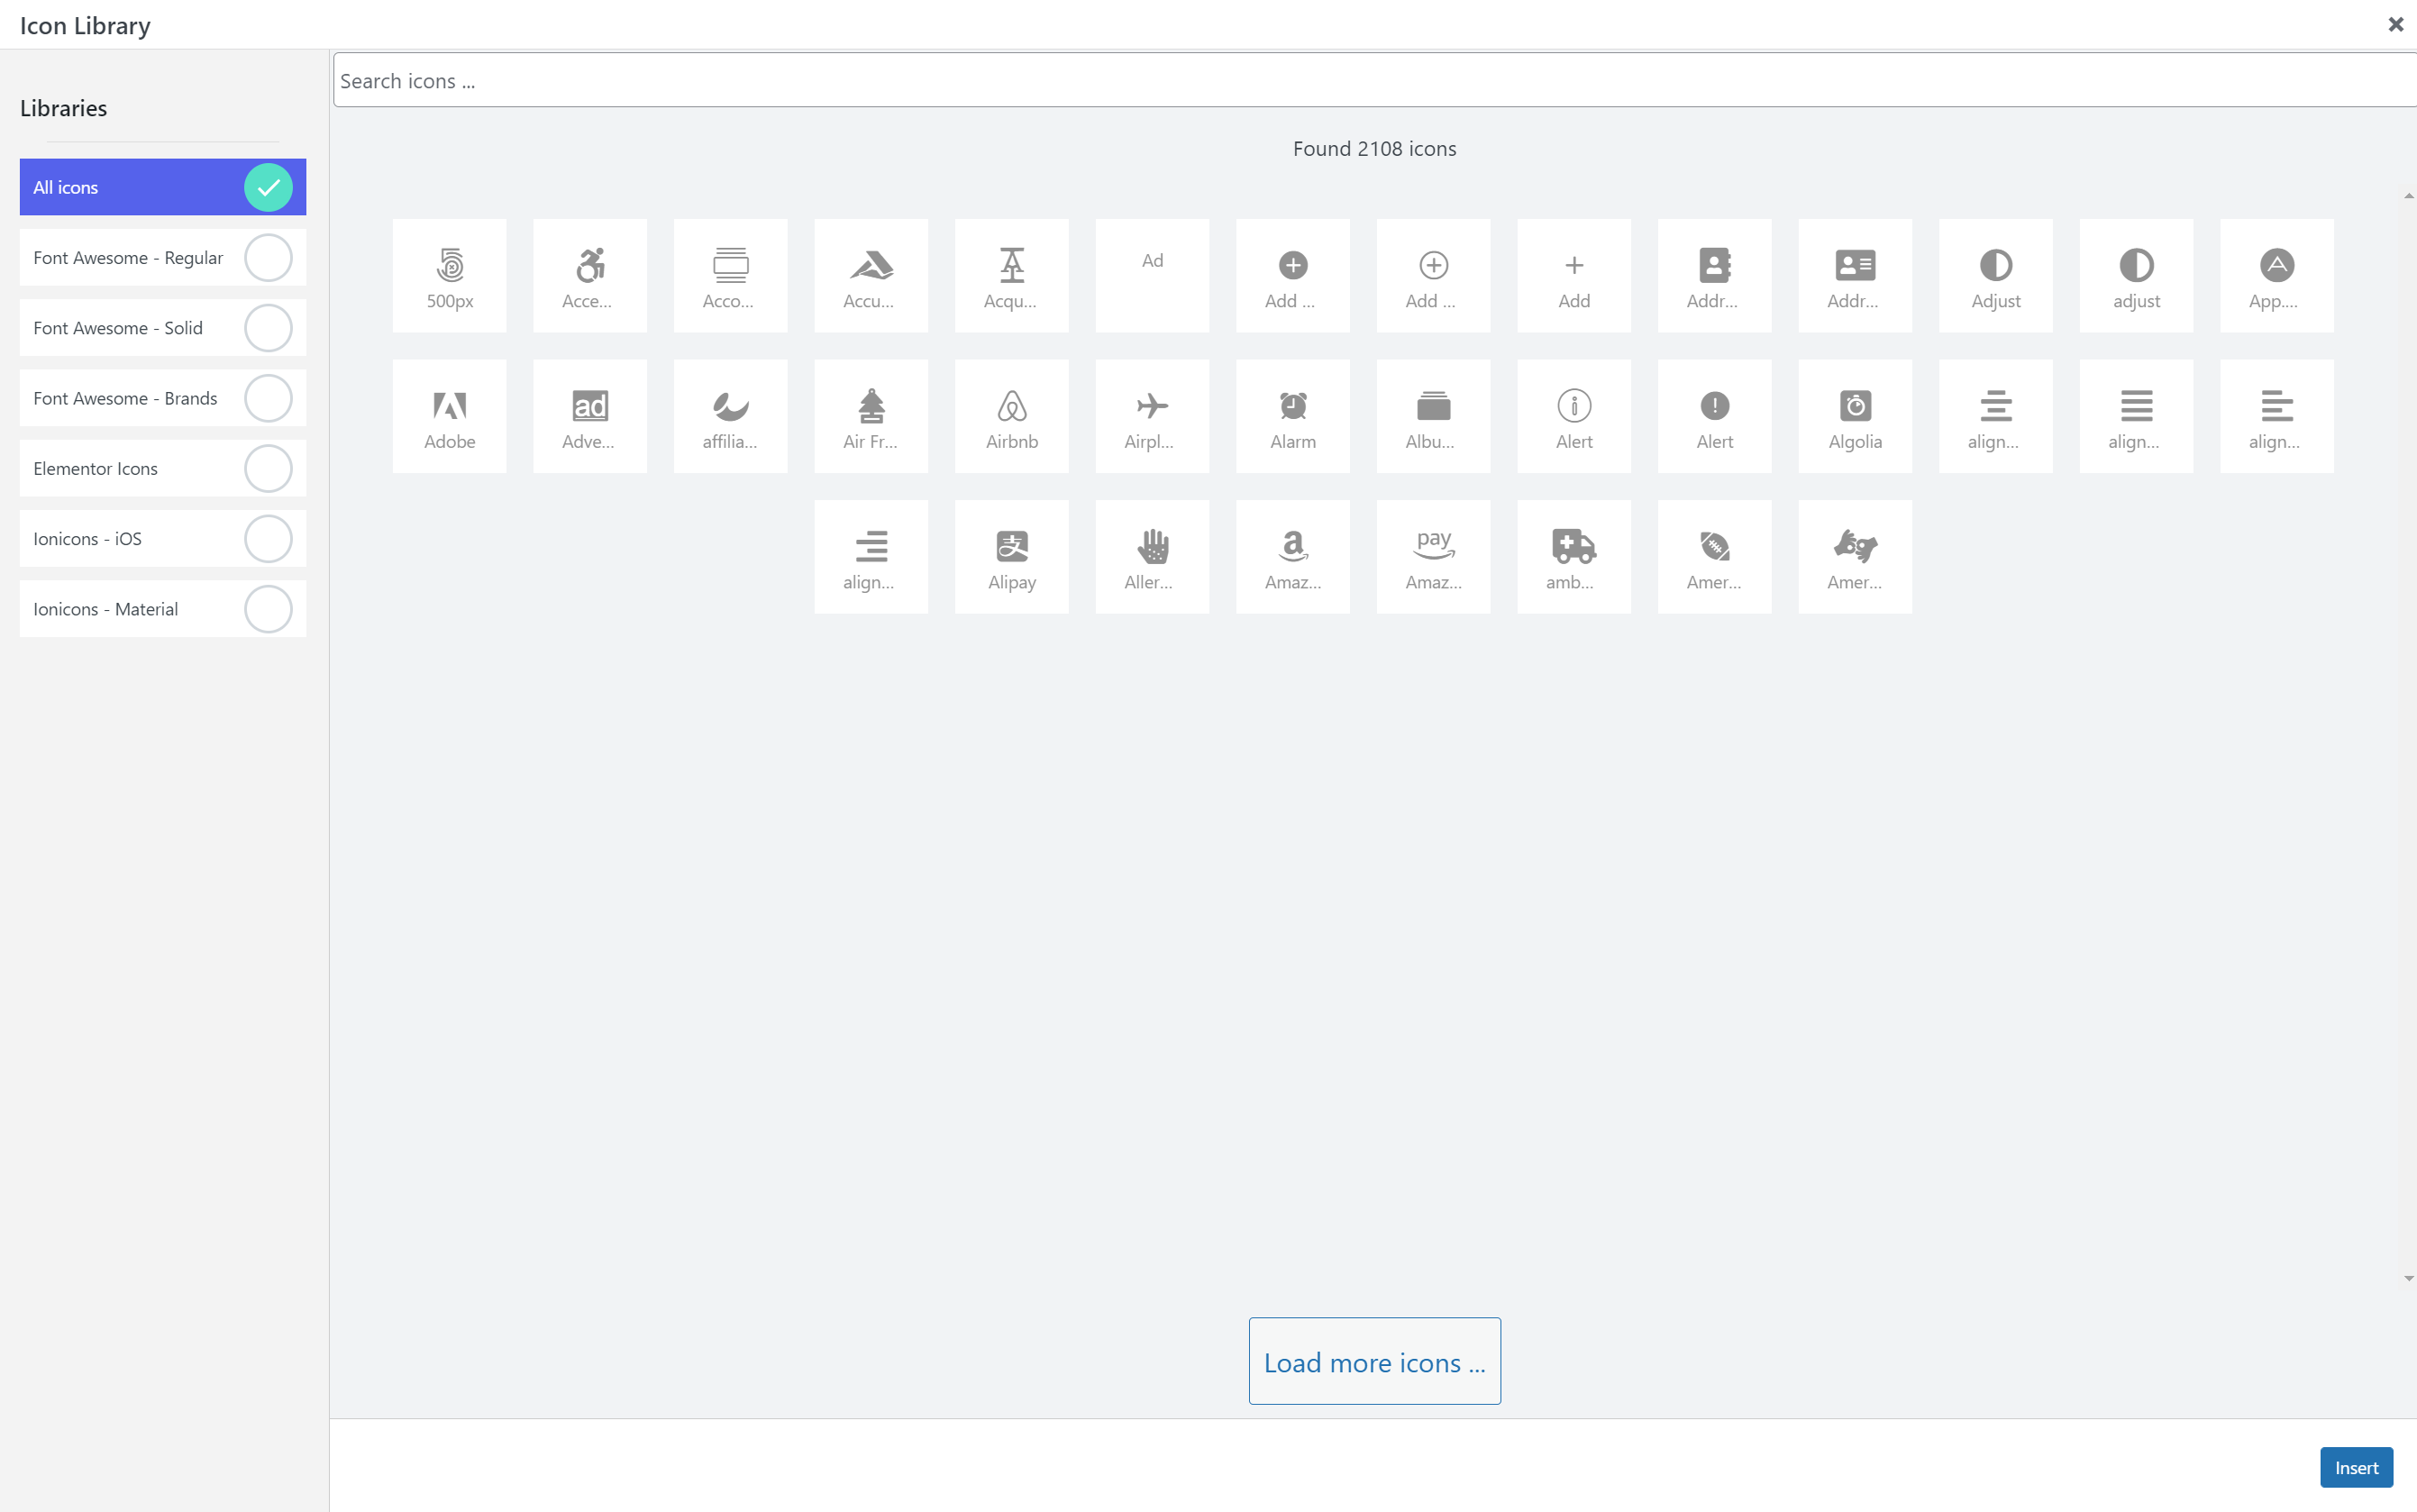 Icon Library
Search icons ...
Libraries
Found 2108 icons
All icons
Font Awesome - Regular
Font Awesome - Solid
Font Awesome - Brands
Elementor Icons
Ionicons - iOS
Ionicons - Material
500px Acce... Acco... Accu... Acqu... Ad Add ... Add ... Add Addr... Addr... Adjust adjust App....
ad
Adobe Adve... affilia... Air Fr... Airbnb Airpl... Alarm Albu... Alert Alert Algolia align... align... align...
a pay
align... Alipay Aller... Amaz... Amaz... amb... Amer... Amer...
Load more icons ...
Insert